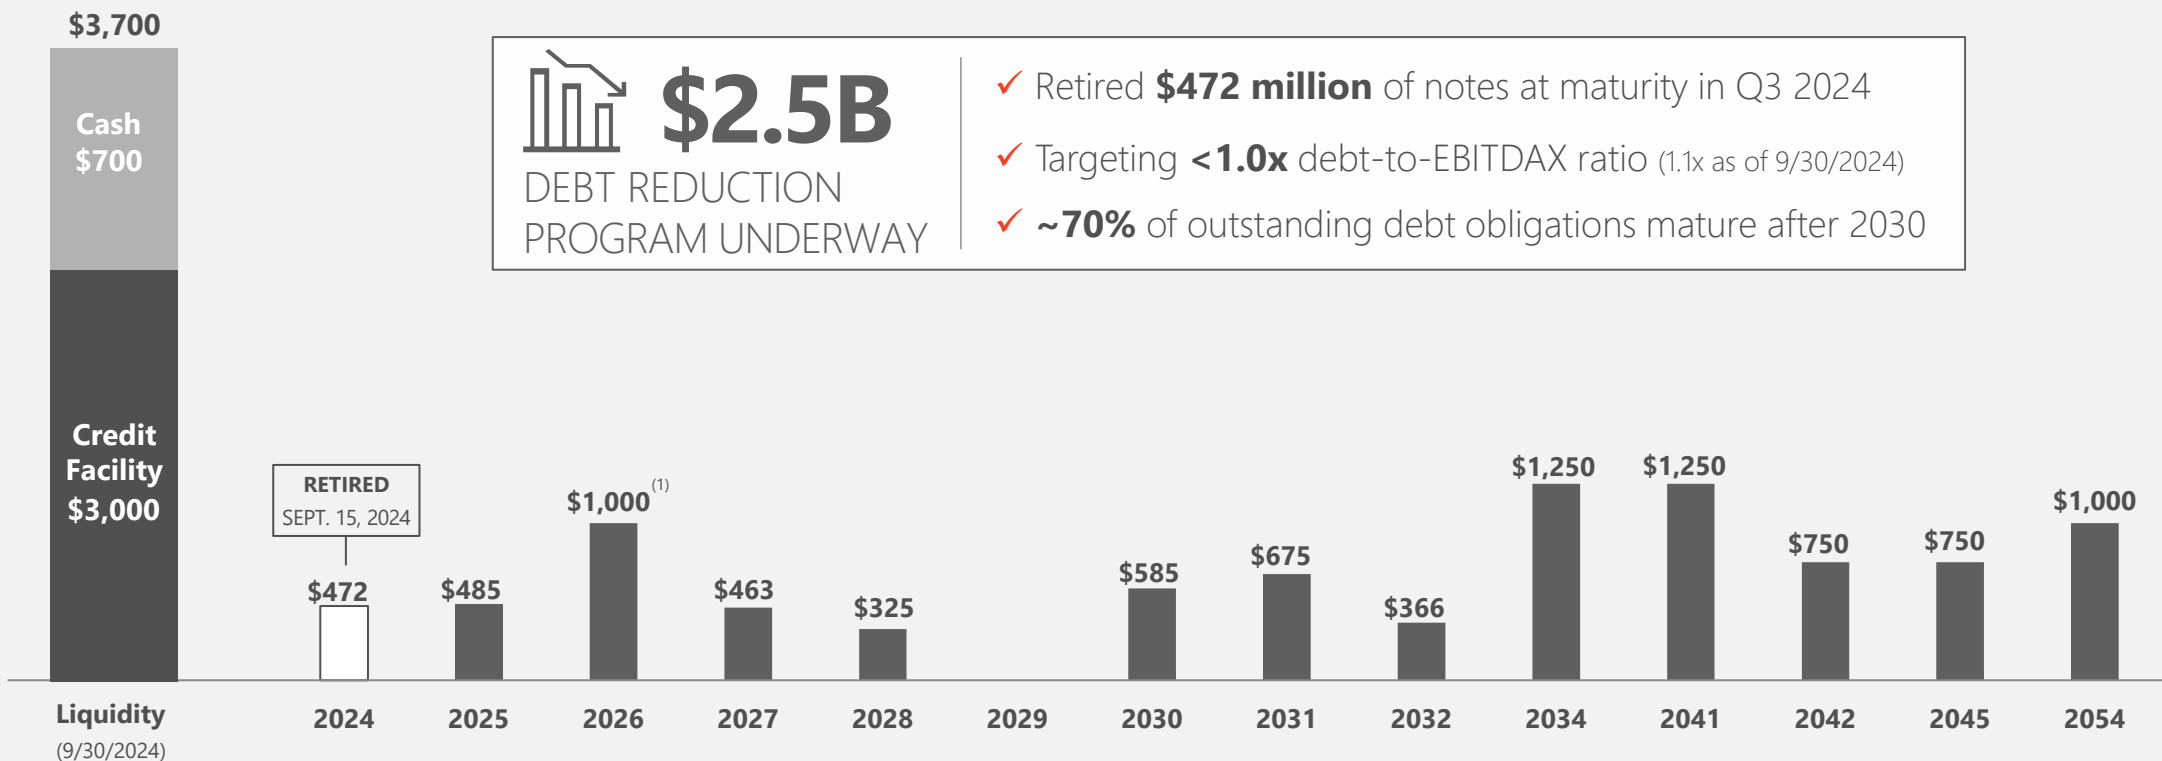 $3,700
Cash
$700
Credit
Facility
$3,000
Liquidity
(9/30/2024)
$2.5B
DEBT REDUCTION
PROGRAM UNDERWAY
✓ Retired $472 million of notes at maturity in Q3 2024
✓ Targeting <1.0x debt-to-EBITDAX ratio (1.1x as of 9/30/2024)
✓ ~70% of outstanding debt obligations mature after 2030
RETIRED
SEPT. 15, 2024
$472
$485
$1,000(1)
$463
$325
$585
$675
$366
$1,250
$1,250
$750
$750
$1,000
2024
2025
2026
2027
2028
2029
2030
2031
2032
2034
2041
2042
2045
2054